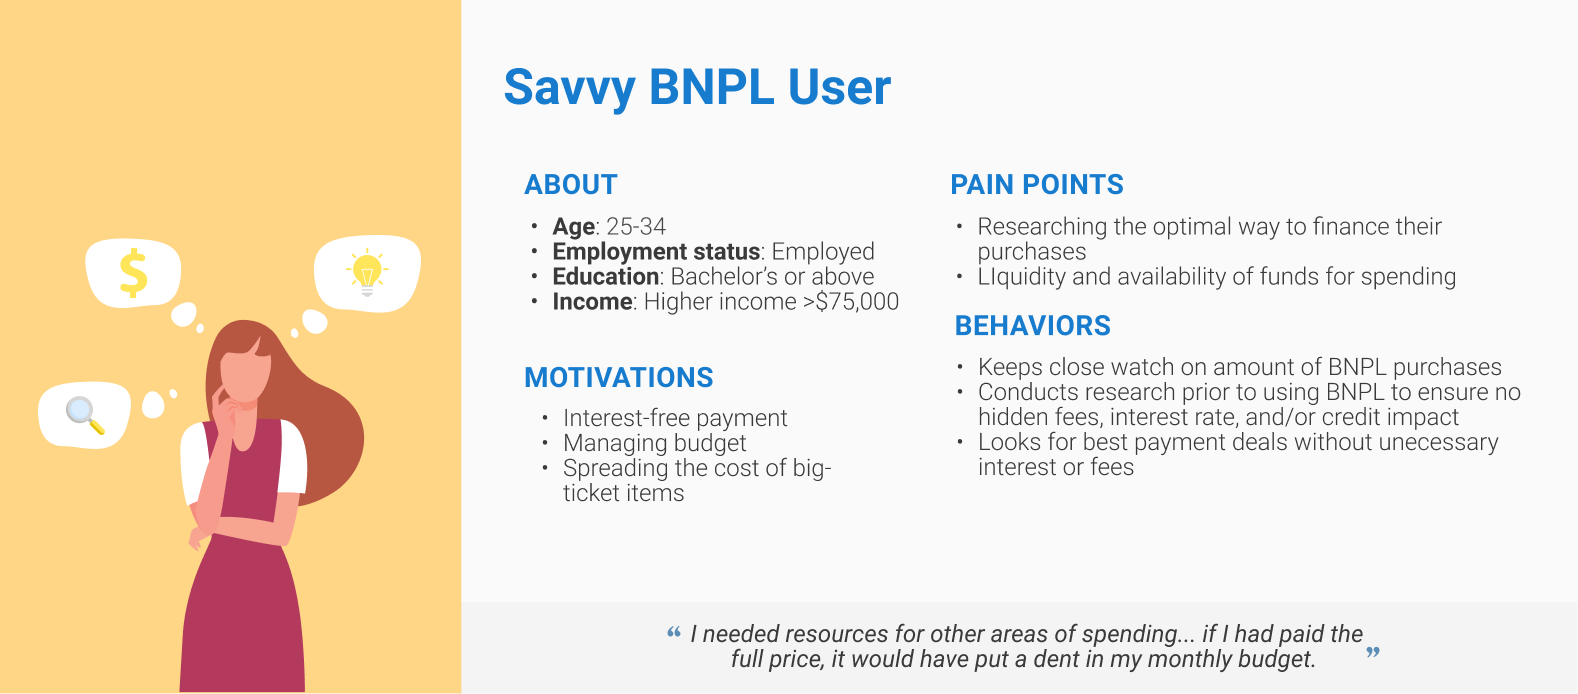 Savvy BNPL User
ABOUT
• Age: 25-34
• Employment status: Employed
• Education: Bachelor's or above
• Income: Higher income >$75,000
MOTIVATIONS
• Interest-free payment
• Managing budget
• Spreading the cost of big-
ticket items
PAIN POINTS
• Researching the optimal way to finance their
purchases
• LIquidity and availability of funds for spending
BEHAVIORS
• Keeps close watch on amount of BNPL purchases
• Conducts research prior to using BNPL to ensure no
hidden fees, interest rate, and/or credit impact
• Looks for best payment deals without unecessary
interest or fees
$
“ I needed resources for other areas of spending... if I had paid the
full price, it would have put a dent in my monthly budget. ”